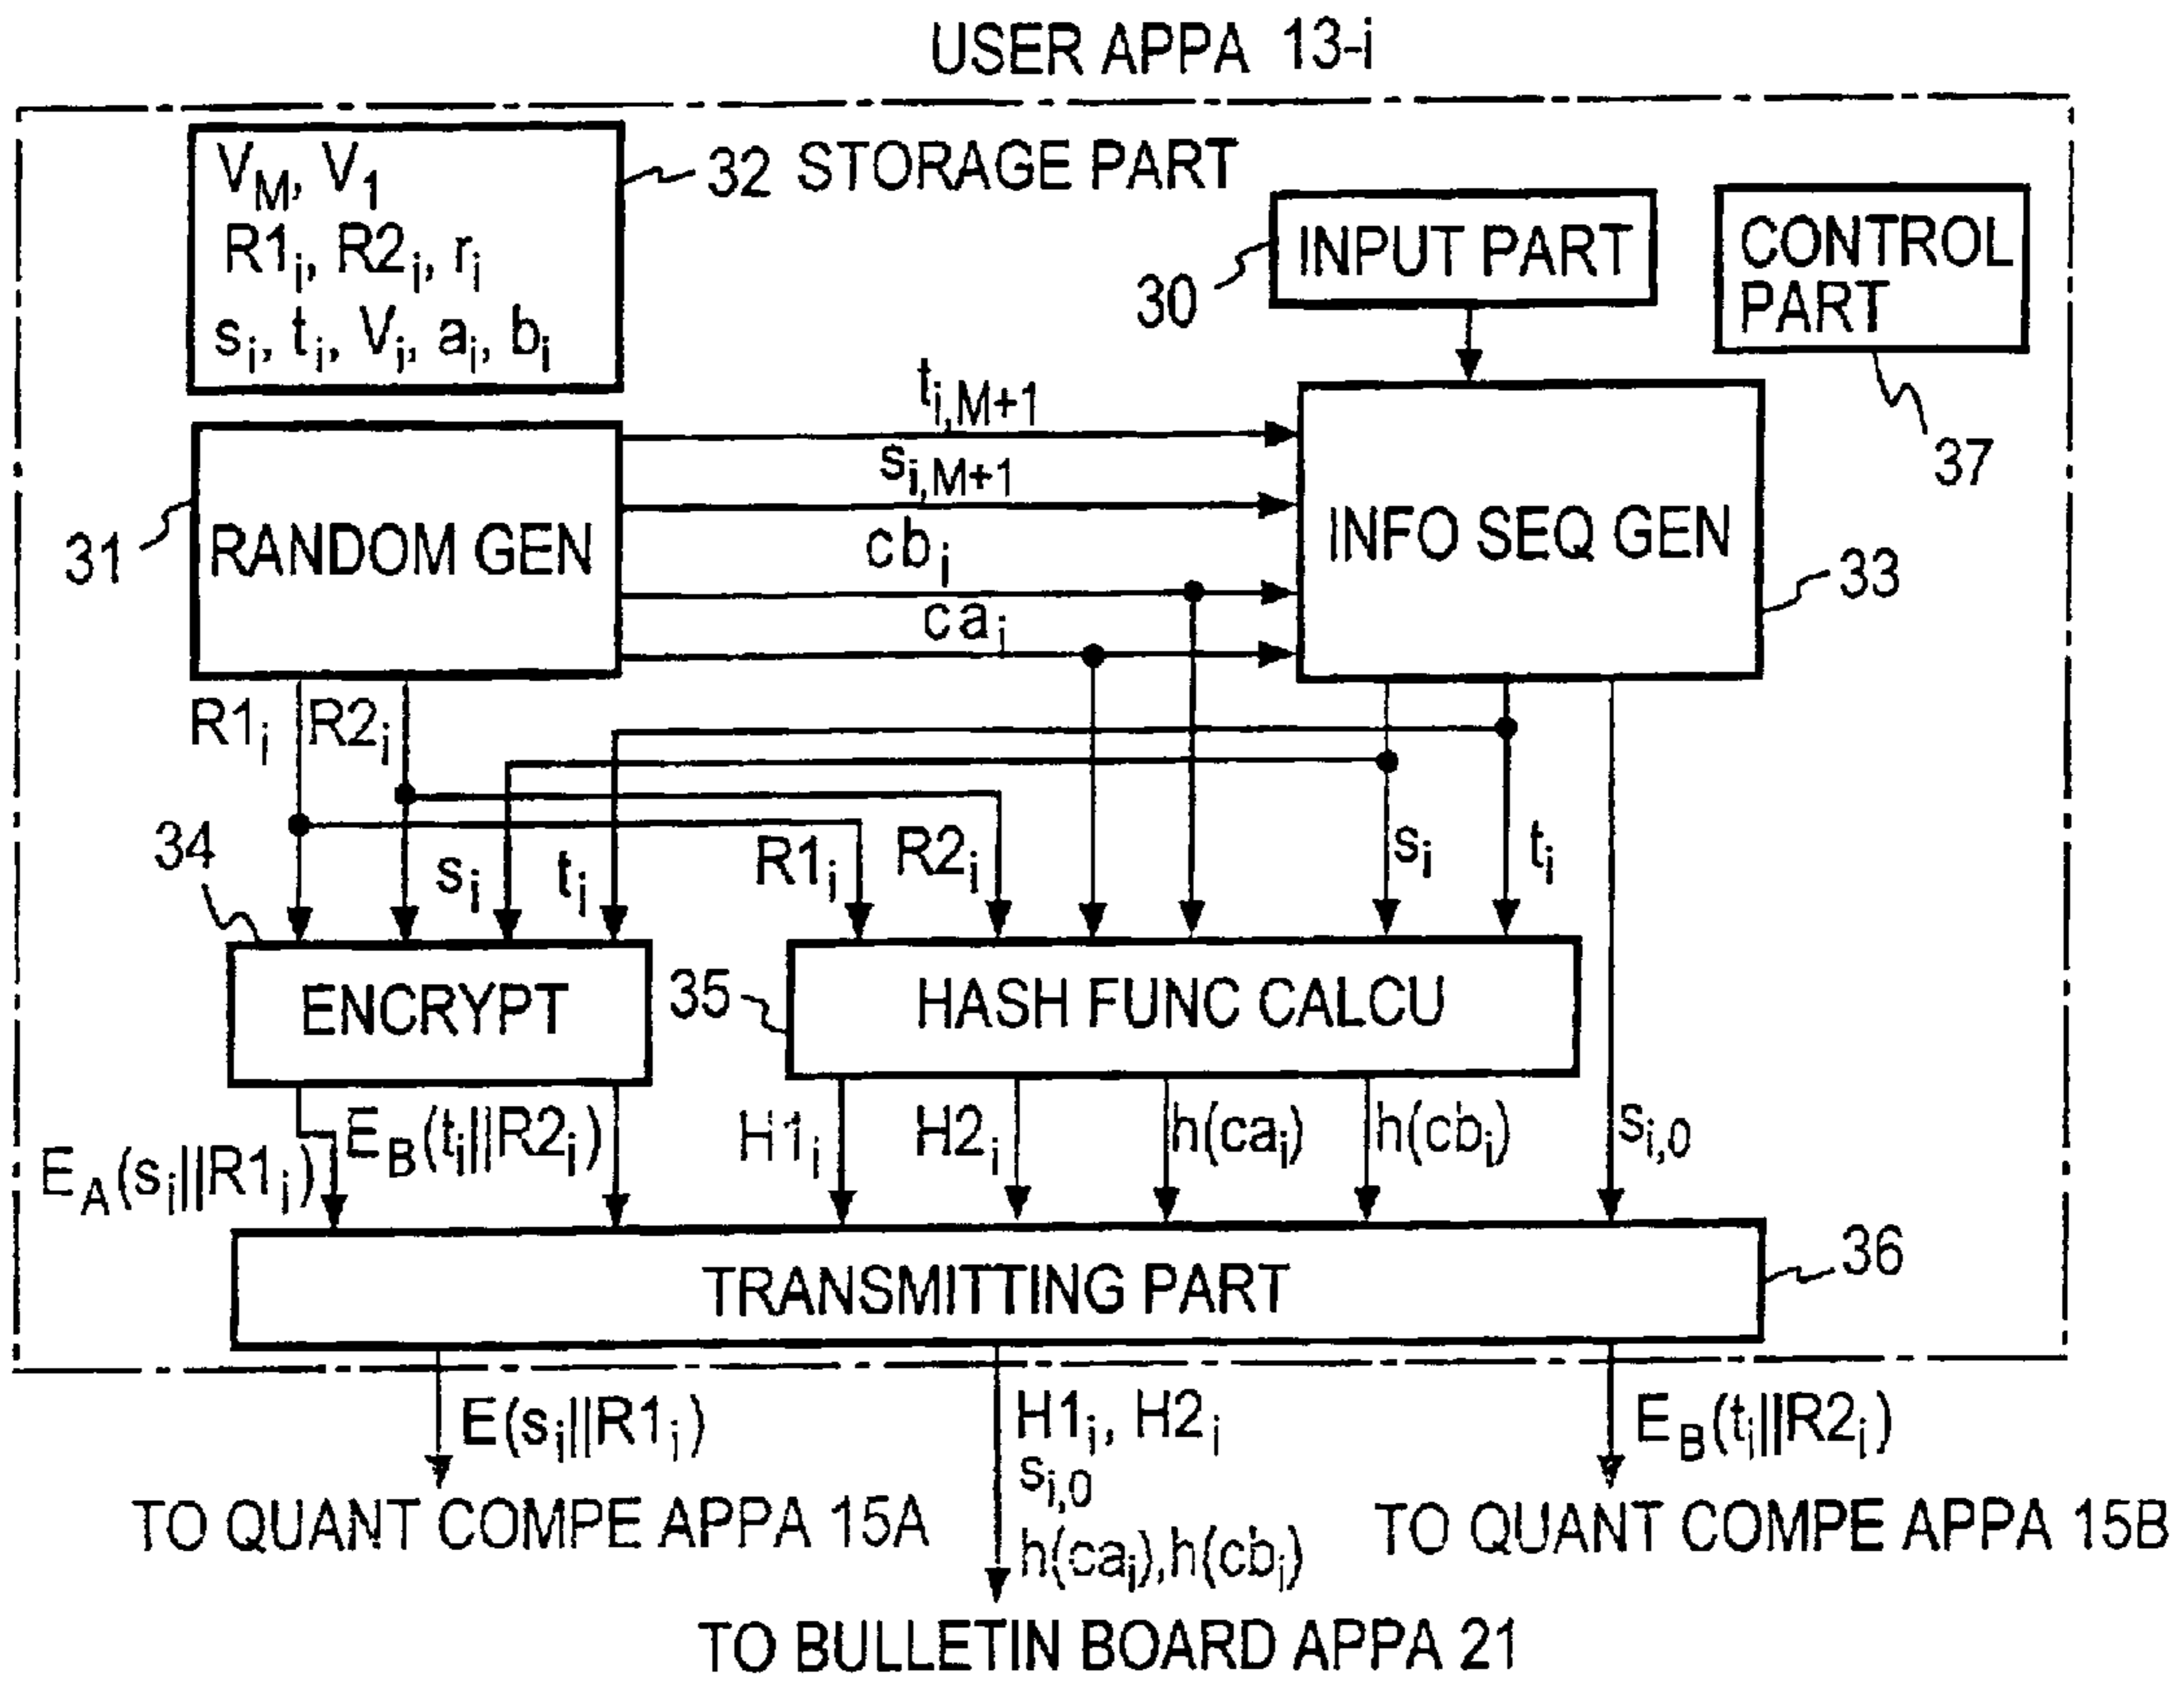 USER APPA 13-i
V_M, V_1
R1_i, R2_i, r_i
s_i, t_i, V_i, a_i, b_i
32 STORAGE PART
30
INPUT PART
CONTROL
PART
37
t_i,M+1
s_i,M+1
cb_i
ca_i
31
RANDOM GEN
INFO SEQ GEN
33
R1_i
R2_i
34
s_i
t_i
R1_i
R2_i
s_i
t_i
ENCRYPT
35
HASH FUNC CALCU
E_A(s_i||R1_i)
E_B(t_i||R2_i)
H1_i
H2_i
h(ca_i)
h(cb_i)
s_i,0
TRANSMITTING PART
36
E(s_i||R1_i)
H1_i, H2_i
s_i,0
h(ca_i),h(cb_i)
E_B(t_i||R2_i)
TO QUANT COMPE APPA 15A
TO QUANT COMPE APPA 15B
TO BULLETIN BOARD APPA 21